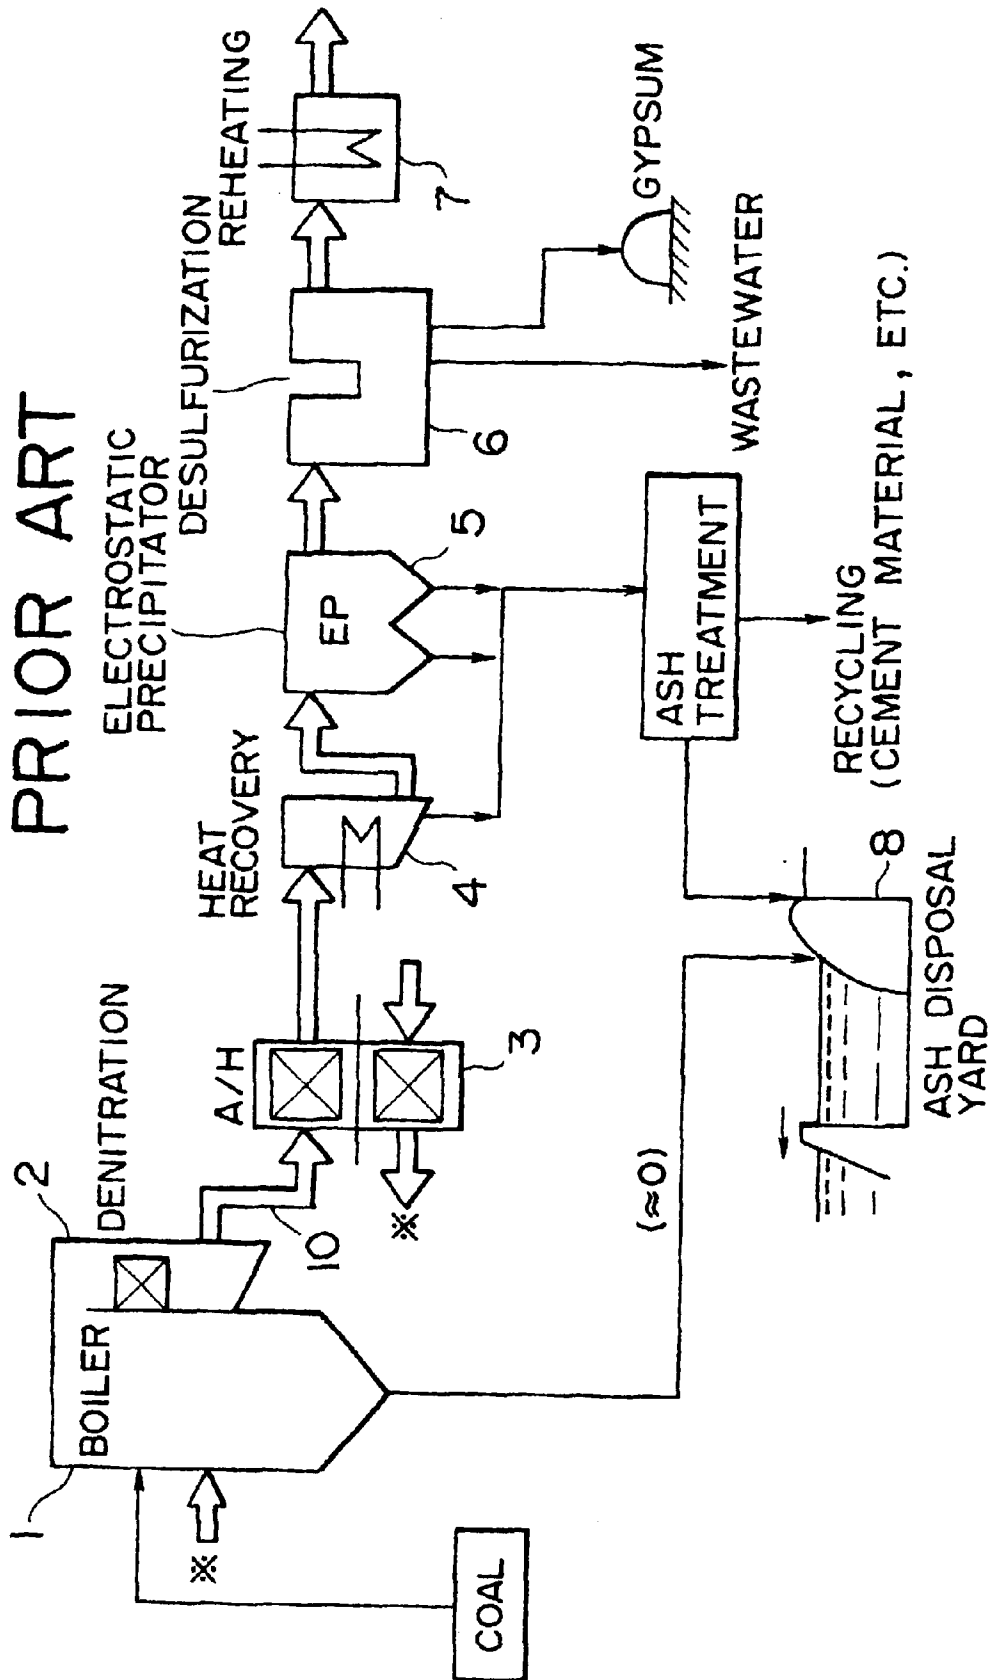 PRIOR ART
1
BOILER
2
DENITRATION
10
※
※
COAL
A/H
3
HEAT
RECOVERY
4
ELECTROSTATIC
PRECIPITATOR
EP
5
DESULFURIZATION
6
REHEATING
7
GYPSUM
WASTEWATER
ASH
TREATMENT
RECYCLING
(CEMENT MATERIAL, ETC.)
(≈0)
8
ASH DISPOSAL
YARD